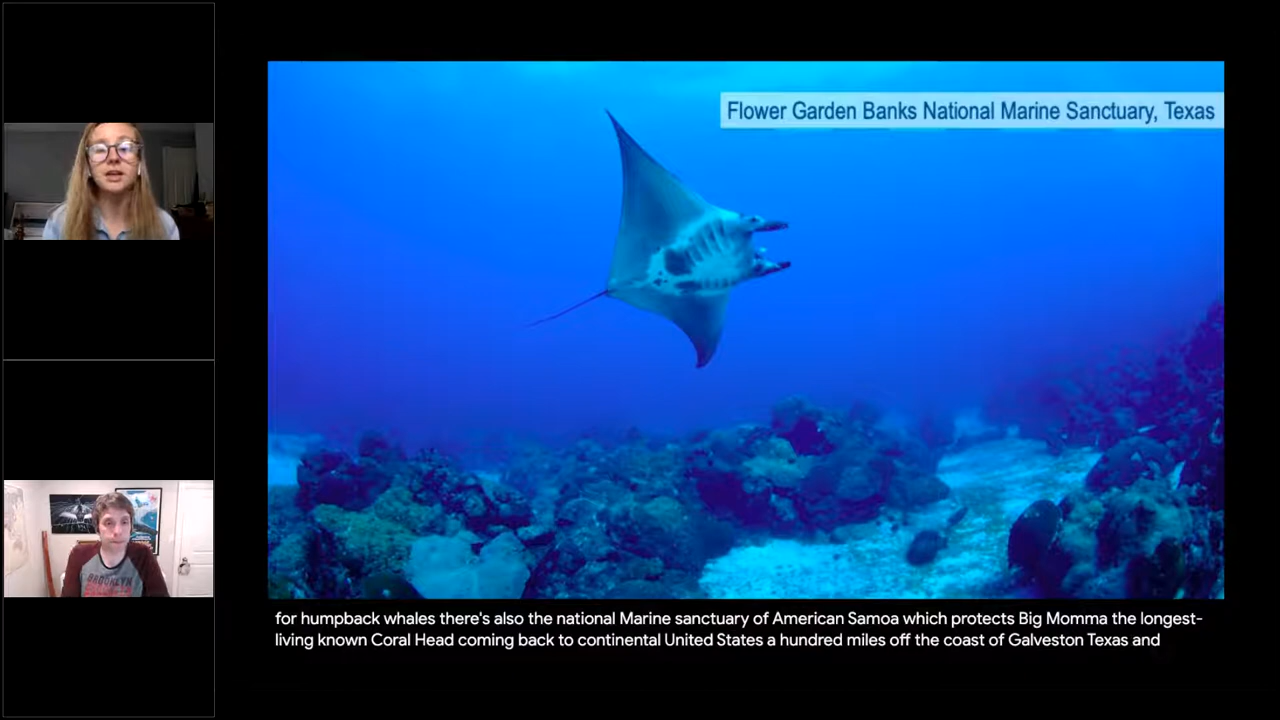 Flower Garden Banks National Marine Sanctuary, Texas
BROOKLYN
for humpback whales there's also the national Marine sanctuary of American Samoa which protects Big Momma the longest-
living known Coral Head coming back to continental United States a hundred miles off the coast of Galveston Texas and